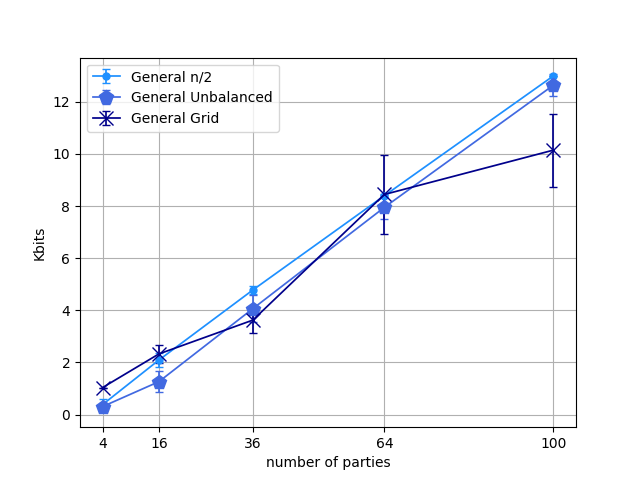 General n/2
General Unbalanced
General Grid
12
10
8
6
4
2
0
Kbits
4 16 36 64 100
number of parties